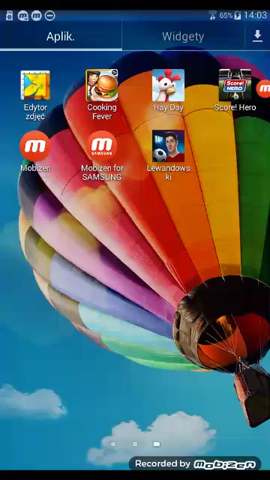 65% 14:03
Aplik. Widgety
Edytor zdjęć
Cooking Fever
Hay Day
Score! Hero
Mobizen
Mobizen for SAMSUNG
Lewandows
ki
Recorded by mobizen